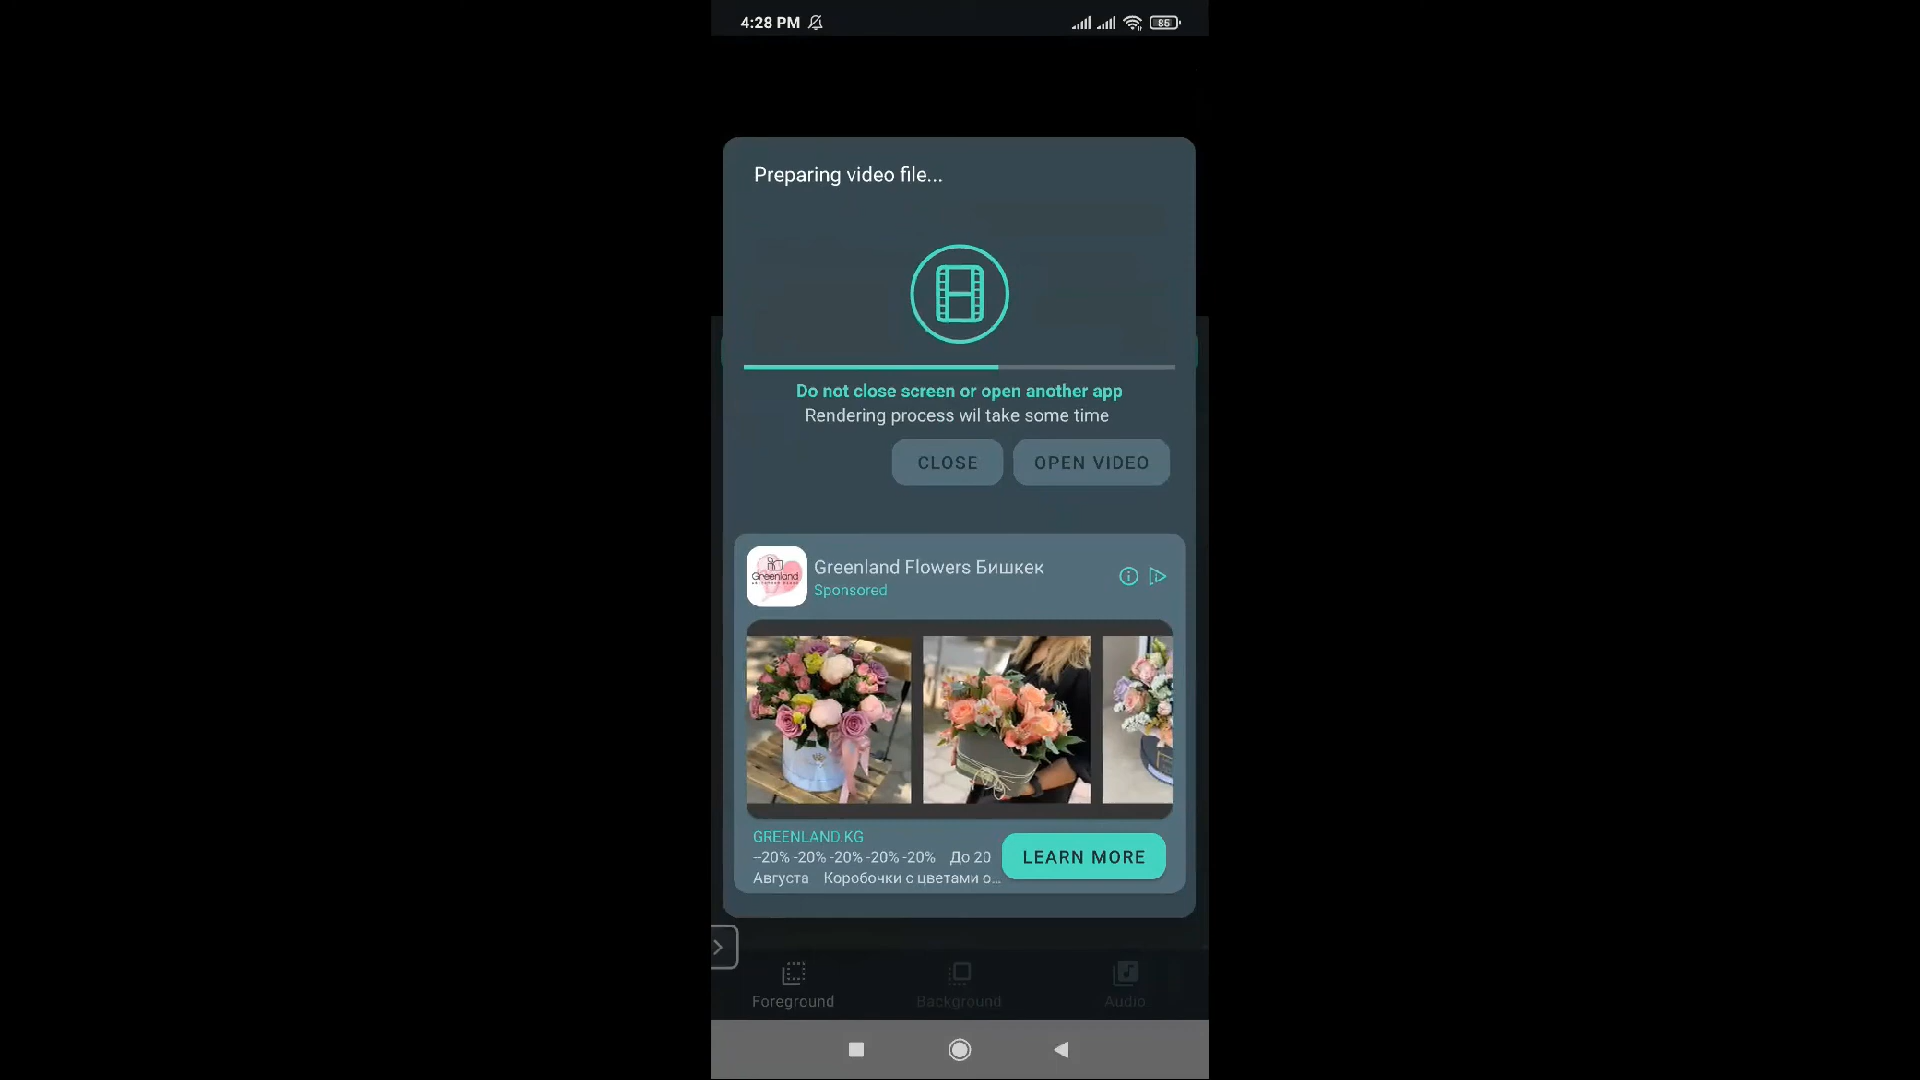 4:28 PM
85
Preparing video file...
Do not close screen or open another app
Rendering process wil take some time
CLOSE
OPEN VIDEO
Greenland
Greenland Flowers Бишкек
Sponsored
GREENLAND.KG
–20% -20% -20% -20% -20% До 20
Августа Коробочки с цветами о...
LEARN MORE
Foreground
Background
Audio